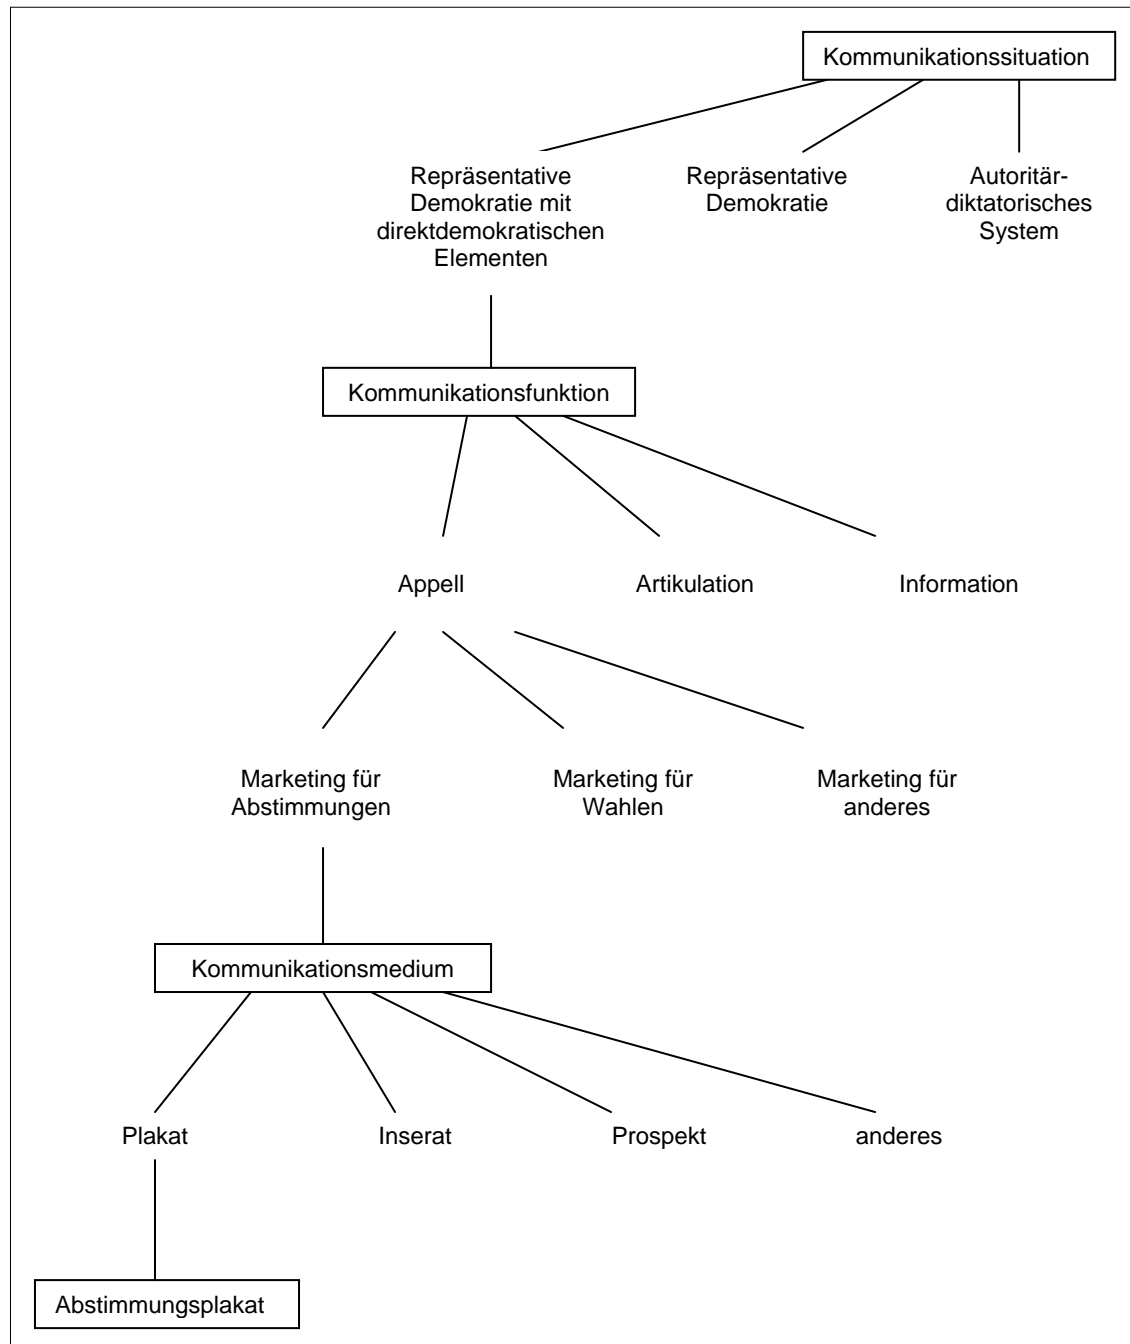 Kommunikationssituation
Repräsentative
Demokratie mit
direktdemokratischen
Elementen
Repräsentative
Demokratie
Autoritär-
diktatorisches
System
Kommunikationsfunktion
Appell
Artikulation
Information
Marketing für
Abstimmungen
Marketing für
Wahlen
Marketing für
anderes
Kommunikationsmedium
Plakat
Inserat
Prospekt
anderes
Abstimmungsplakat